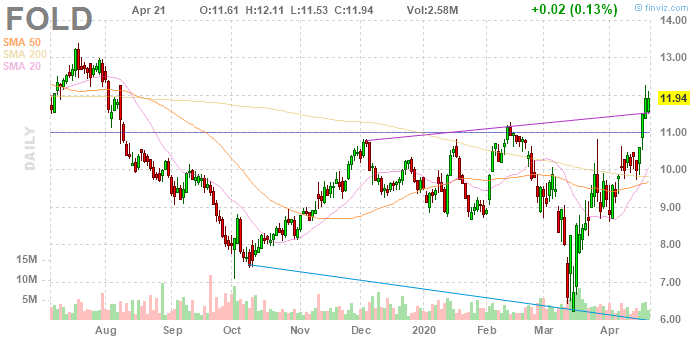 FOLD Apr 21 O:11.61 H:12.11 L:11.53 C:11.94 Vol:2.58M +0.02 (0.13%) © finviz.com
SMA 50
SMA 200
SMA 20
DAILY
14.00
13.00
12.00
11.94
11.00
10.00
9.00
8.00
7.00
6.00
15M
10M
5M
Aug Sep Oct Nov Dec 2020 Feb Mar Apr